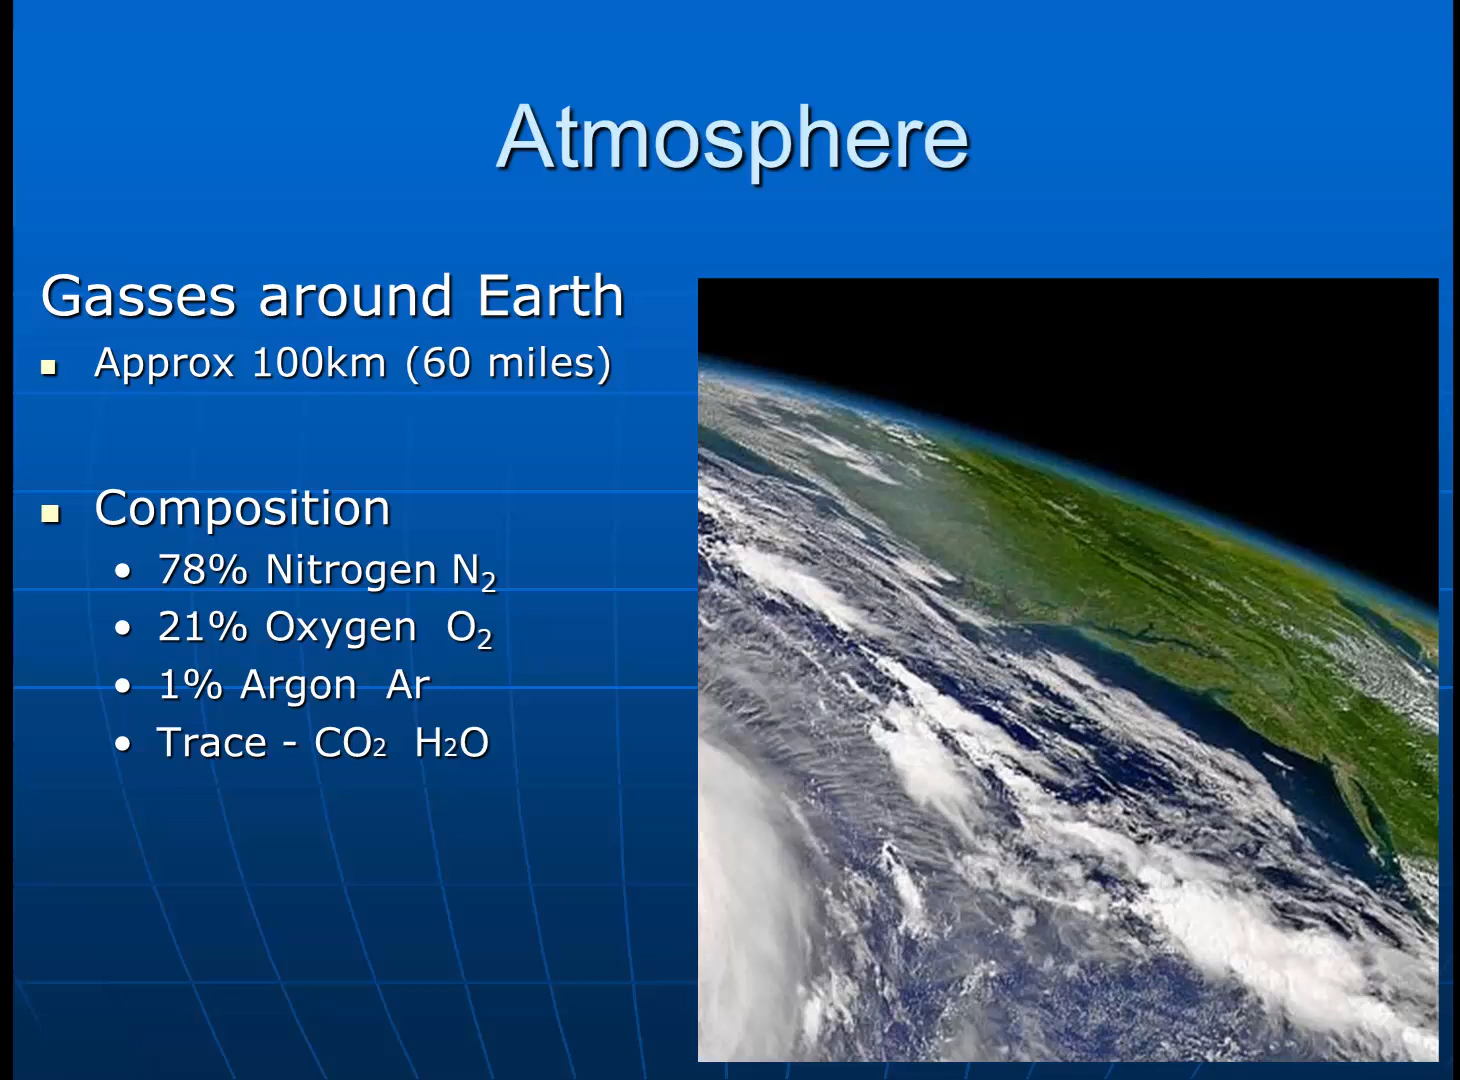 Atmosphere
Gasses around Earth
Approx 100km (60 miles)
Composition
78% Nitrogen N₂
21% Oxygen O₂
1% Argon Ar
Trace - CO₂ H₂O